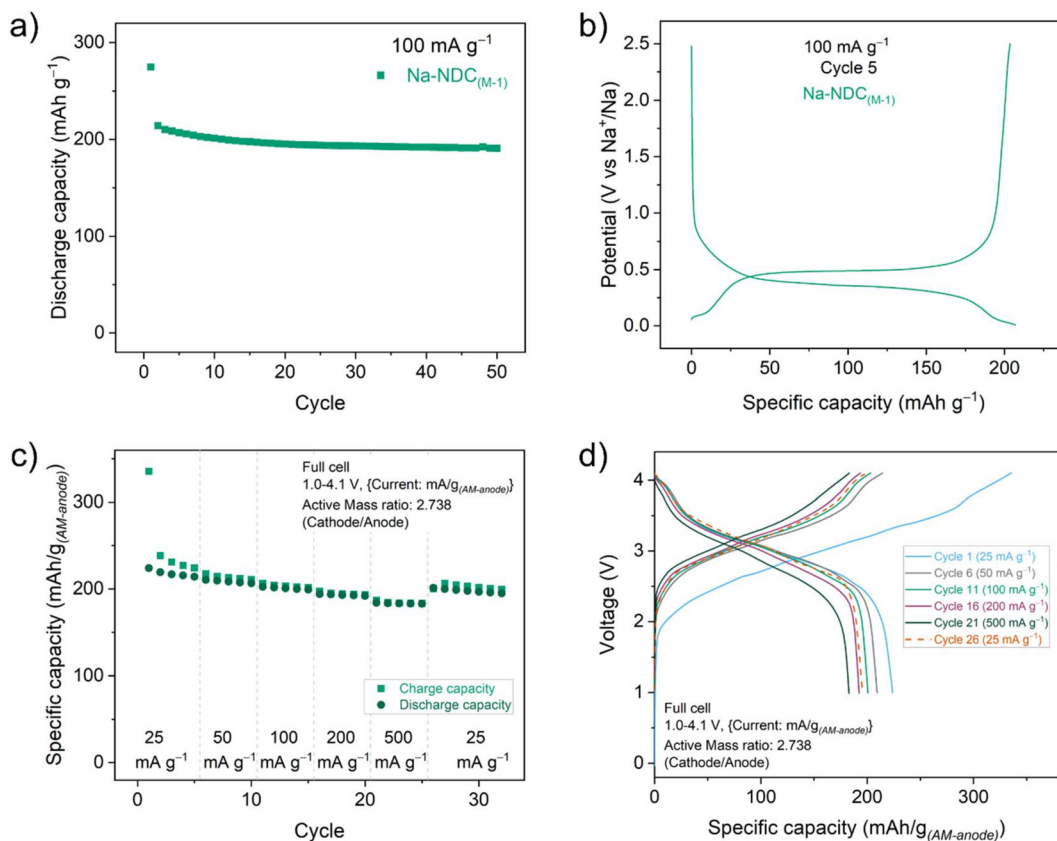 a)
300
200
100
0
Discharge capacity (mAh g⁻¹)
100 mA g⁻¹
Na-NDC(M-1)
0 10 20 30 40 50
Cycle
b)
2.5
2.0
1.5
1.0
0.5
0.0
Potential (V vs Na⁺/Na)
100 mA g⁻¹
Cycle 5
Na-NDC(M-1)
0 50 100 150 200
Specific capacity (mAh g⁻¹)
c)
300
200
100
0
Specific capacity (mAh/g(AM-anode))
Full cell
1.0-4.1 V, {Current: mA/g(AM-anode)}
Active Mass ratio: 2.738
(Cathode/Anode)
Charge capacity
Discharge capacity
25 50 100 200 500 25
mA g⁻¹ mA g⁻¹ mA g⁻¹ mA g⁻¹ mA g⁻¹ mA g⁻¹
0 10 20 30
Cycle
d)
4
3
2
1
0
Voltage (V)
Cycle 1 (25 mA g⁻¹)
Cycle 6 (50 mA g⁻¹)
Cycle 11 (100 mA g⁻¹)
Cycle 16 (200 mA g⁻¹)
Cycle 21 (500 mA g⁻¹)
Cycle 26 (25 mA g⁻¹)
Full cell
1.0-4.1 V, {Current: mA/g(AM-anode)}
Active Mass ratio: 2.738
(Cathode/Anode)
0 100 200 300
Specific capacity (mAh/g(AM-anode))